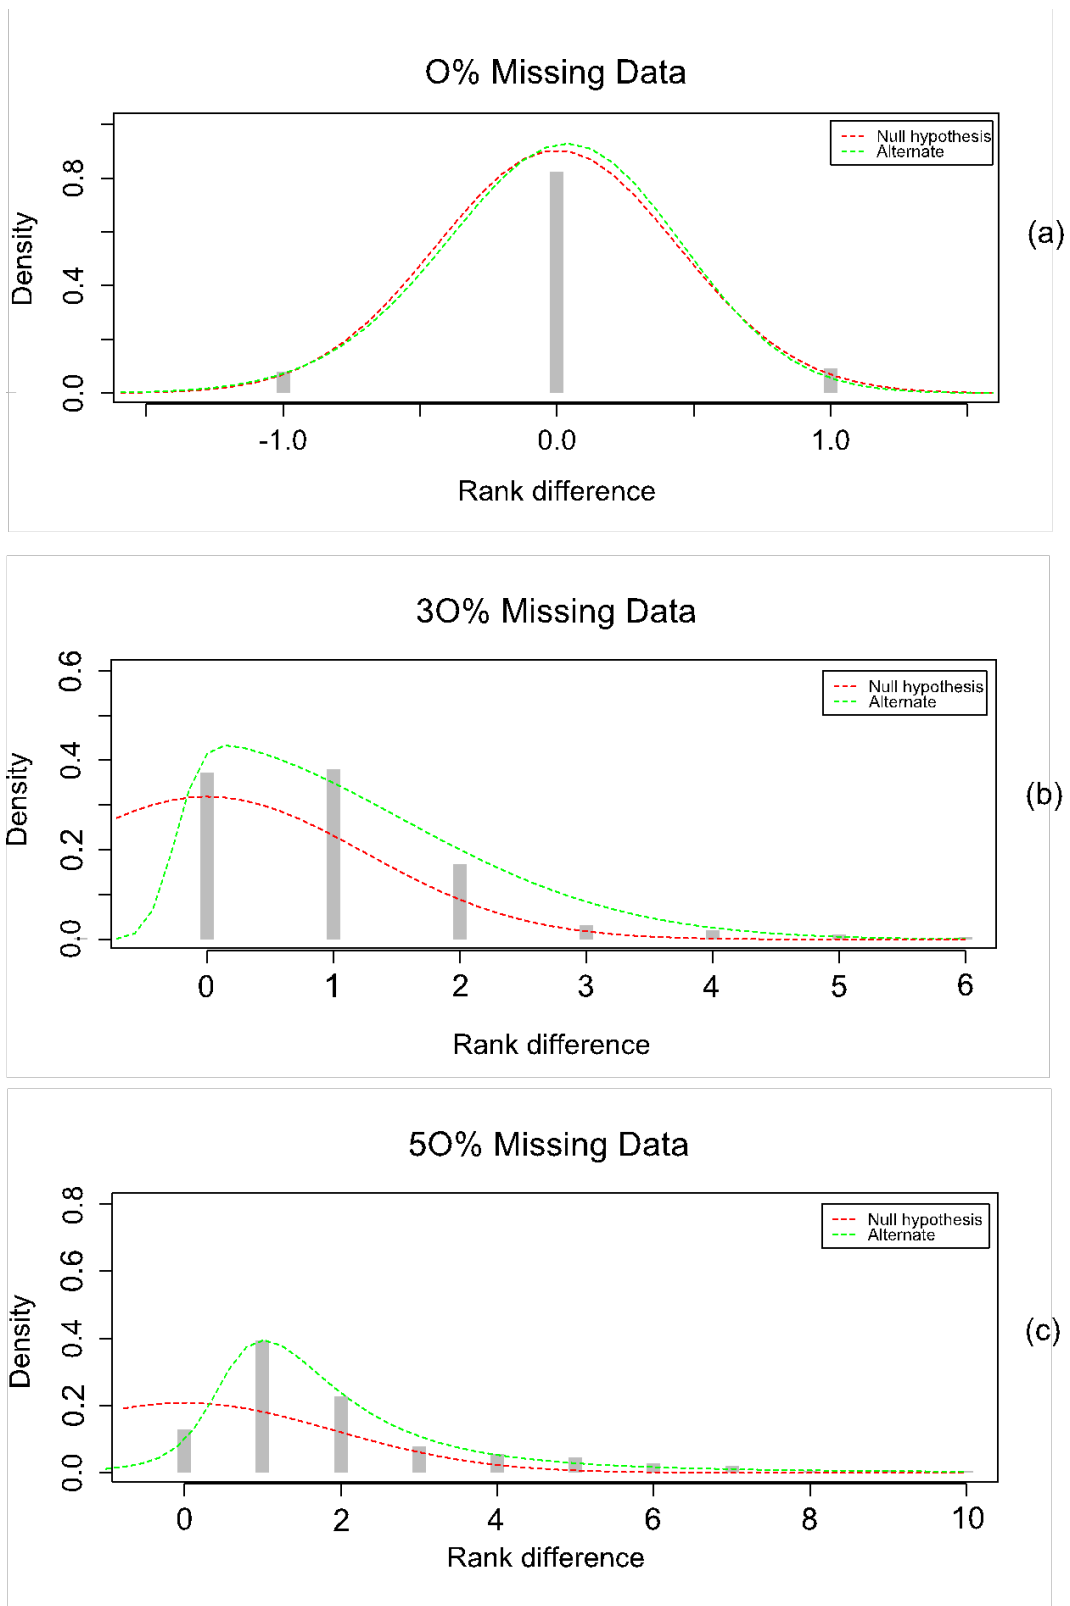 O% Missing Data
Null hypothesis
Alternate
Density
0.0 0.4 0.8
(a)
-1.0 0.0 1.0
Rank difference
3O% Missing Data
Null hypothesis
Alternate
Density
0.0 0.2 0.4 0.6
(b)
0 1 2 3 4 5 6
Rank difference
5O% Missing Data
Null hypothesis
Alternate
Density
0.0 0.2 0.4 0.6 0.8
(c)
0 2 4 6 8 10
Rank difference